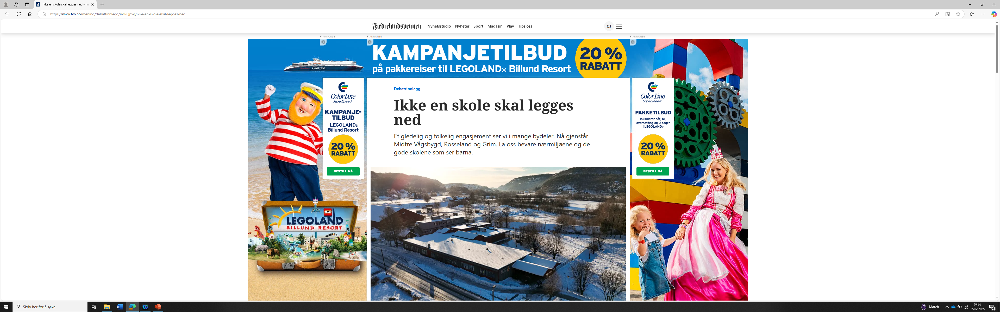 Ikke en skole skal legges ned - fvn
https://www.fvn.no/mening/debattinnlegg/i/dRQpvq/ikke-en-skole-skal-legges-ned
Fædrelandsvennen Nyhetsstudio Nyheter Sport Magasin Play Tips oss CJ
▼ ANNONSE
▼ ANNONSE
▼ ANNONSE
KAMPANJETILBUD
på pakkereiser til LEGOLAND® Billund Resort
20 %
RABATT
Color Line
Color Line
SuperSpeed
KAMPANJE-
TILBUD
LEGOLAND®
Billund Resort
20 %
RABATT
BESTILL NÅ
LEGO
LEGOLAND
BILLUND RESORT
Debattinnlegg →
Ikke en skole skal legges
ned
Et gledelig og folkelig engasjement ser vi i mange bydeler. Nå gjenstår
Midtre Vågsbygd, Rosseland og Grim. La oss bevare nærmiljøene og de
gode skolene som ser barna.
Color Line
SuperSpeed
PAKKETILBUD
inkluderer båt, bil,
overnatting og 2 dager
i LEGOLAND®
20 %
RABATT
BESTILL NÅ
Skriv her for å søke
Match
07:36
25.02.2025
21